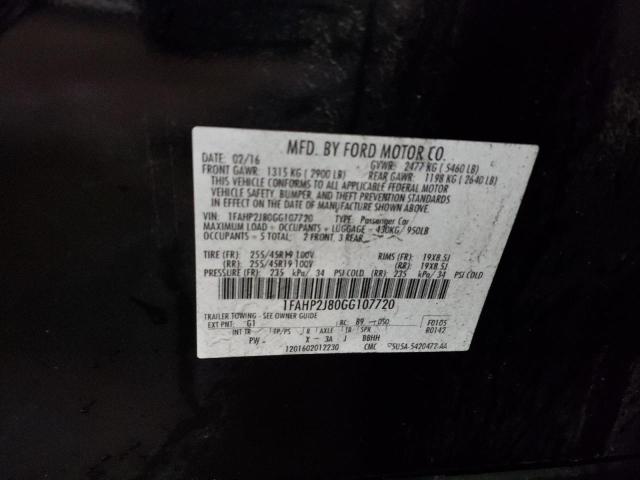 MFD. BY FORD MOTOR CO.
DATE: 02/16 GVWR: 2477 KG ( 5460 LB)
FRONT GAWR: 1315 KG ( 2900 LB) REAR GAWR: 1198 KG ( 2640 LB)
THIS VEHICLE CONFORMS TO ALL APPLICABLE FEDERAL MOTOR
VEHICLE SAFETY, BUMPER, AND THEFT PREVENTION STANDARDS
IN EFFECT ON THE DATE OF MANUFACTURE SHOWN ABOVE.
VIN: 1FAHP2J80GG107720 TYPE: Passenger Car
MAXIMUM LOAD = OCCUPANTS + LUGGAGE = 430KG/ 950LB
OCCUPANTS = 5 TOTAL: 2 FRONT, 3 REAR
TIRE (FR): 255/45R19 100V RIMS (FR): 19X8.5J
(RR): 255/45R19 100V (RR): 19X8.5J
PRESSURE (FR): 235 kPa/ 34 PSI COLD (RR): 235 kPa/ 34 PSI COLD
1FAHP2J80GG107720
TRAILER TOWING - SEE OWNER GUIDE
EXT PNT: G1 RC: 89 050 F0105
INT TR TP/PS R AXLE TR SPR R0142
PW X - 3A J BBHH
1201602012230 CMC 5U5A-5420472-AA